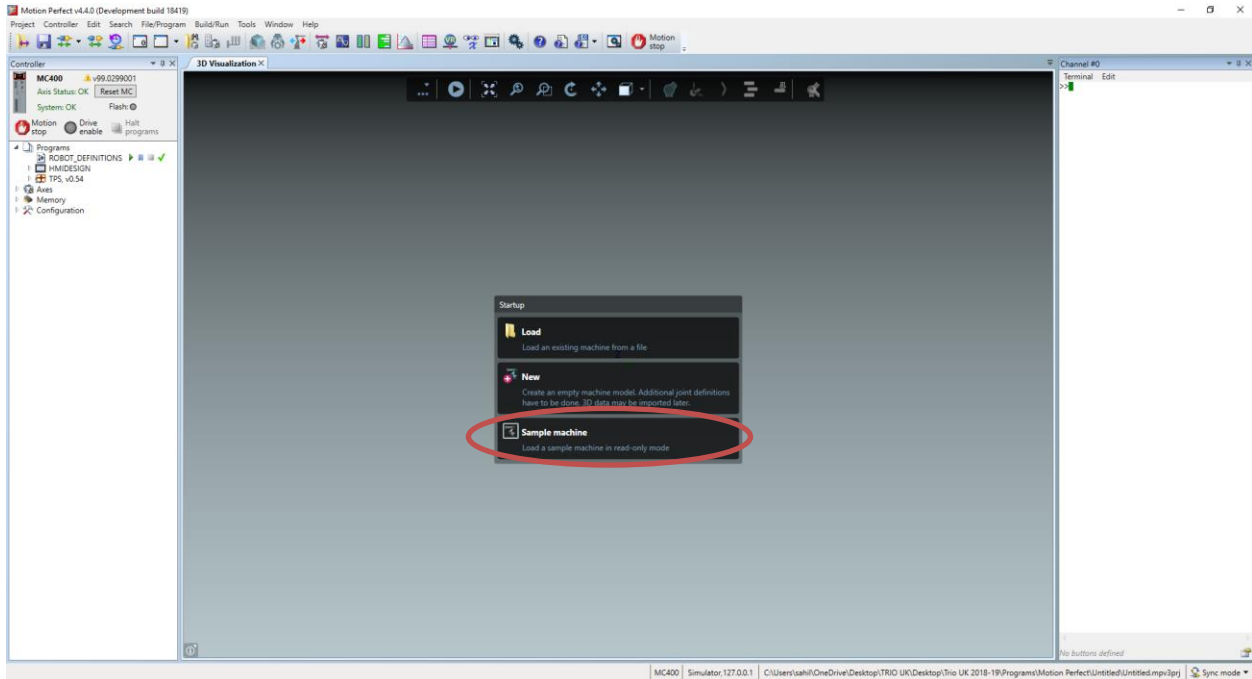 Motion Perfect v4.4.0 (Development build 18419)
Project Controller Edit Search File/Program Build/Run Tools Window Help
Motion stop
Controller
MC400 v99.0299001
Axis Status: OK Reset MC
System: OK Flash:
Motion stop Drive enable Halt programs
Programs
ROBOT_DEFINITIONS
HMIDESIGN
TPS, v0.54
Axes
Memory
Configuration
3D Visualization
Startup
Load
Load an existing machine from a file
New
Create an empty machine model. Additional joint definitions
have to be done. 3D data may be imported later.
Sample machine
Load a sample machine in read-only mode
Channel #0
Terminal Edit
>>
No buttons defined
MC400 Simulator,127.0.0.1 C:\Users\sahil\OneDrive\Desktop\TRIO UK\Desktop\Trio UK 2018-19\Programs\Motion Perfect\Untitled\Untitled.mpv3prj Sync mode